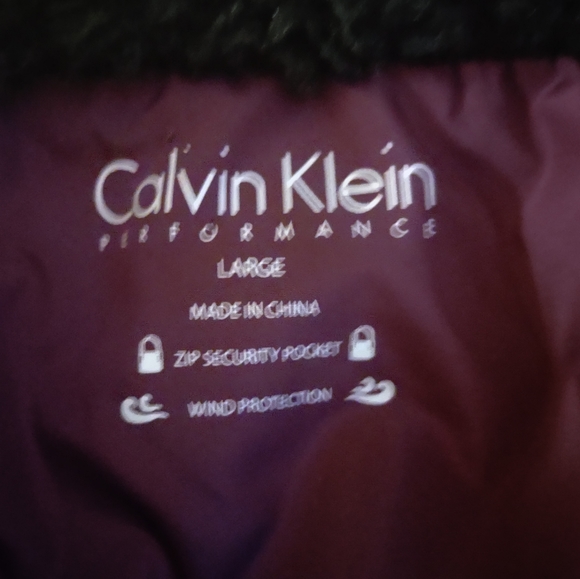 Calvin Klein
PERFORMANCE
LARGE
MADE IN CHINA
ZIP SECURITY POCKET
WIND PROTECTION